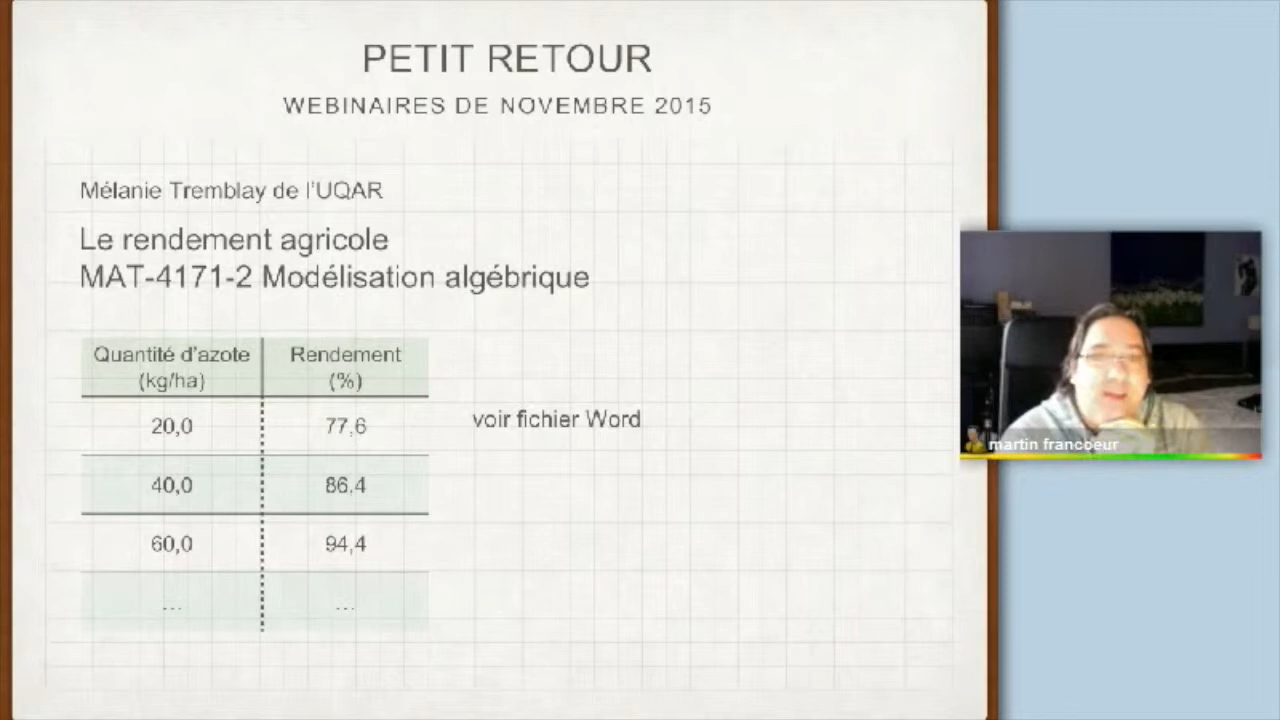 PETIT RETOUR
WEBINAIRES DE NOVEMBRE 2015
Mélanie Tremblay de l'UQAR
Le rendement agricole
MAT-4171-2 Modélisation algébrique
Quantité d'azote (kg/ha) Rendement (%)
20,0 77,6
voir fichier Word
40,0 86,4
60,0 94,4
... ...
martin francoeur